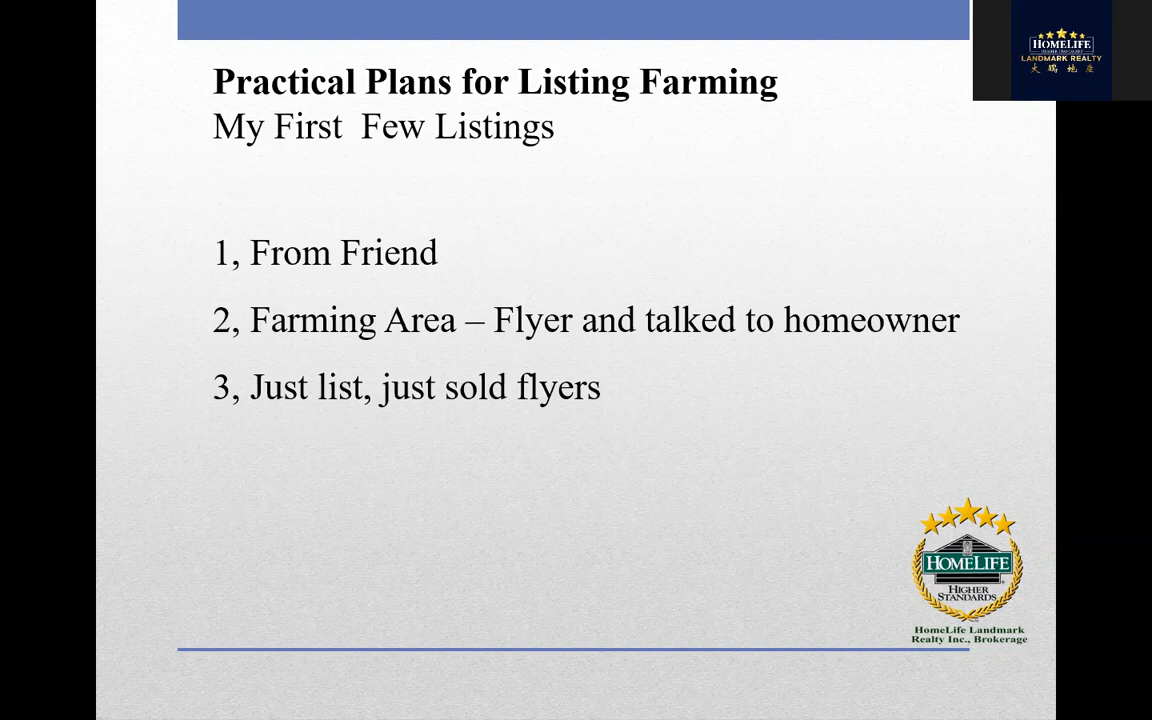 HOMELIFE
LANDMARK REALTY
大鵬地產
Practical Plans for Listing Farming
My First  Few Listings
1, From Friend
2, Farming Area – Flyer and talked to homeowner
3, Just list, just sold flyers
HOMELIFE
HIGHER
STANDARDS
HomeLife Landmark
Realty Inc., Brokerage